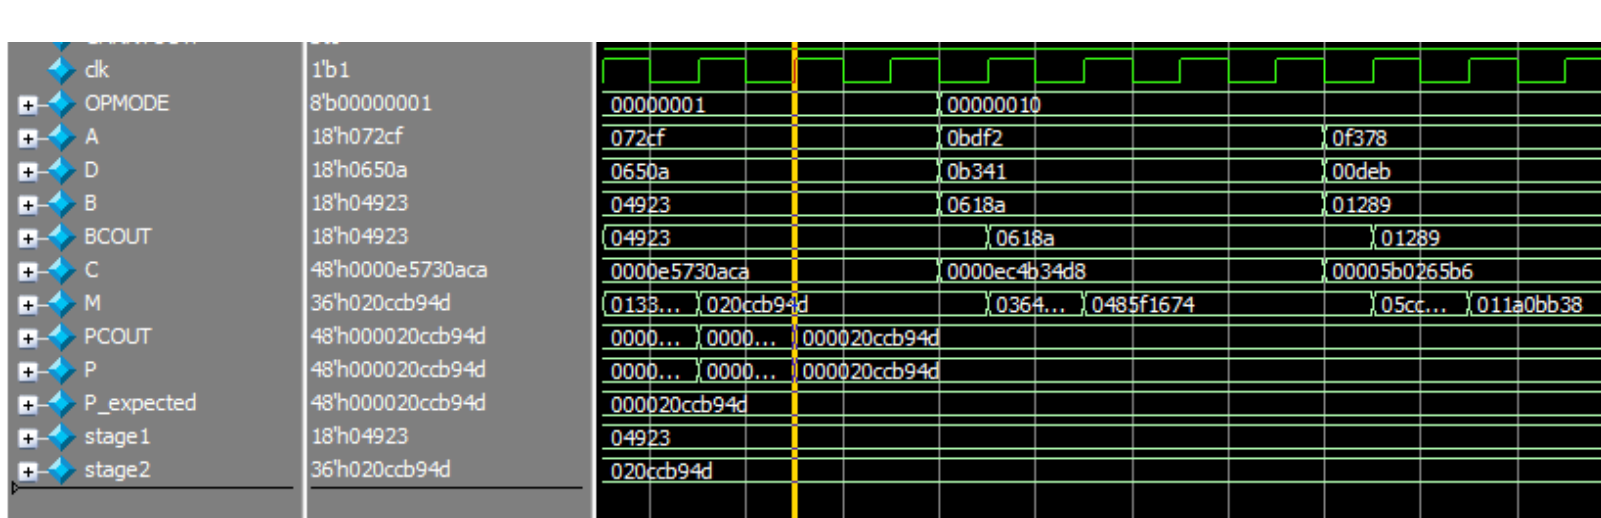 clk 1'b1
OPMODE 8'b00000001 00000001 00000010
A 18'h072cf 072cf 0bdf2 0f378
D 18'h0650a 0650a 0b341 00deb
B 18'h04923 04923 0618a 01289
BCOUT 18'h04923 04923 0618a 01289
C 48'h0000e5730aca 0000e5730aca 0000ec4b34d8 00005b0265b6
M 36'h020ccb94d 0133... 020ccb94d 0364... 0485f1674 05cc... 011a0bb38
PCOUT 48'h000020ccb94d 0000... 0000... 000020ccb94d
P 48'h000020ccb94d 0000... 0000... 000020ccb94d
P_expected 48'h000020ccb94d 000020ccb94d
stage1 18'h04923 04923
stage2 36'h020ccb94d 020ccb94d